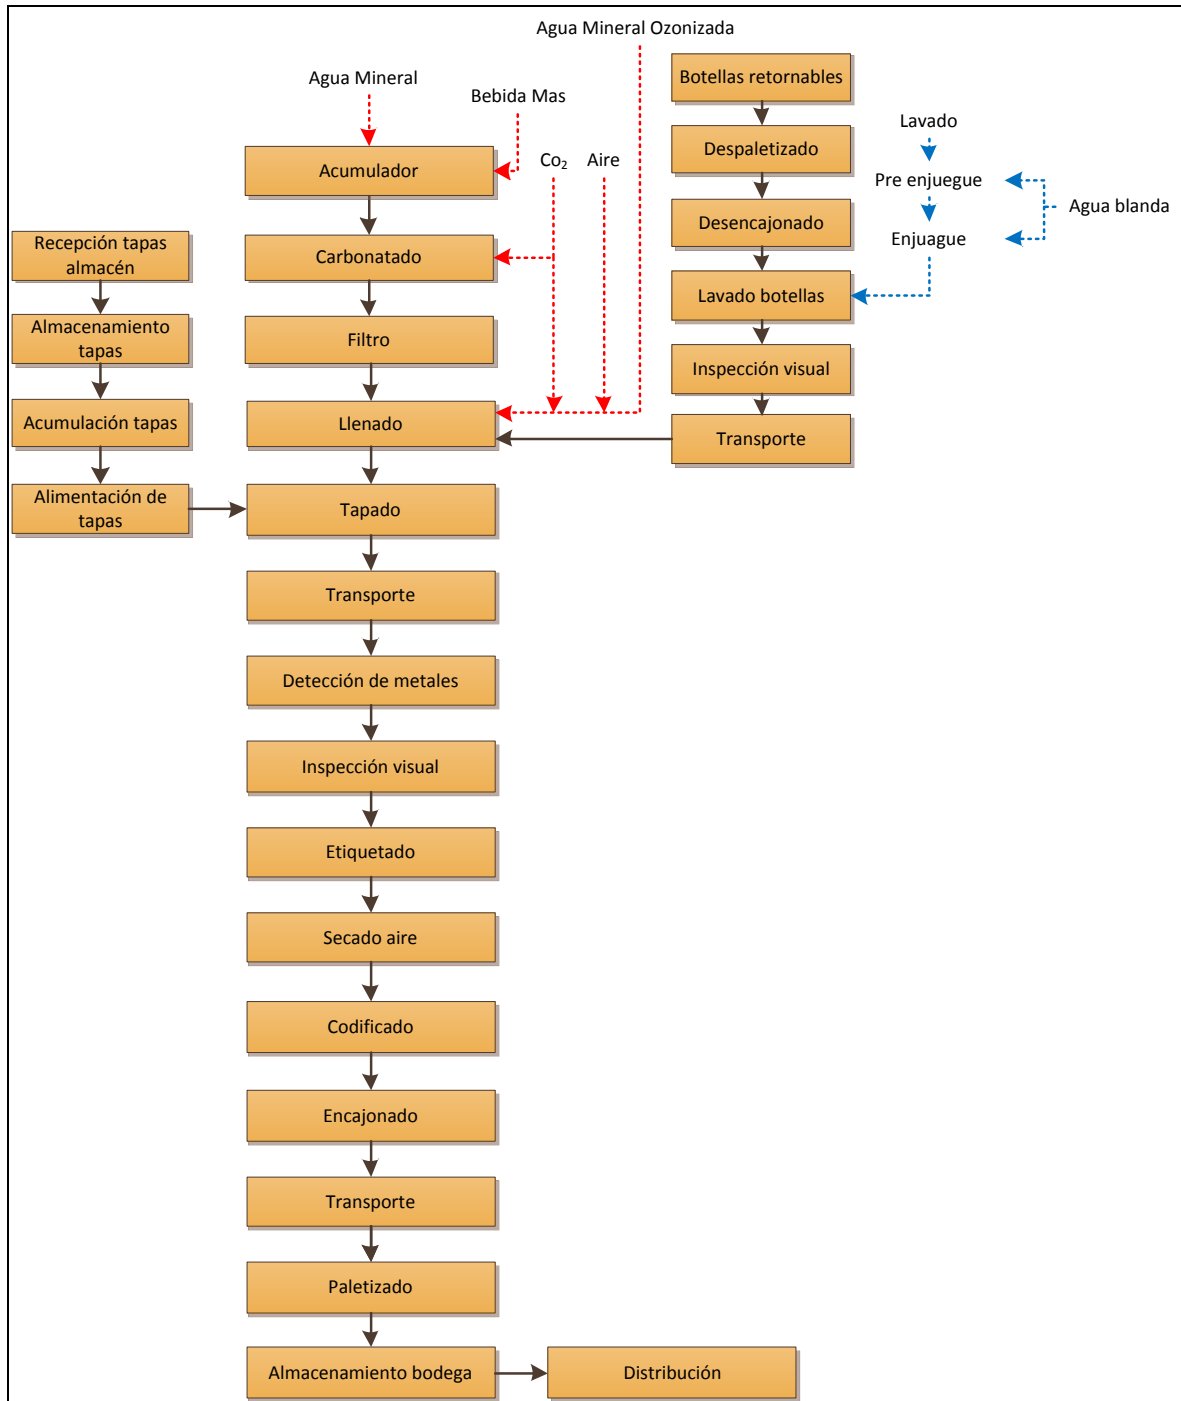 Agua Mineral Ozonizada
Agua Mineral
Bebida Mas
Botellas retornables
Lavado
Despaletizado
Co₂
Aire
Acumulador
Pre enjuegue
Agua blanda
Desencajonado
Enjuague
Recepción tapas
almacén
Carbonatado
Lavado botellas
Almacenamiento
tapas
Filtro
Inspección visual
Acumulación tapas
Llenado
Transporte
Alimentación de
tapas
Tapado
Transporte
Detección de metales
Inspección visual
Etiquetado
Secado aire
Codificado
Encajonado
Transporte
Paletizado
Almacenamiento bodega
Distribución